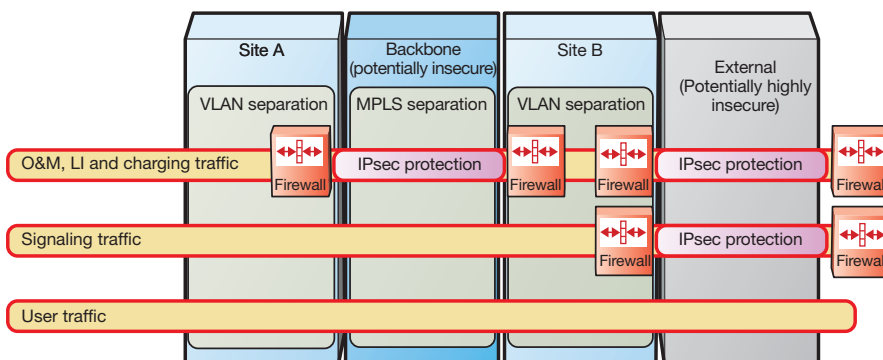 Site A
Backbone
(potentially insecure)
Site B
External
(Potentially highly
insecure)
VLAN separation
MPLS separation
VLAN separation
O&M, LI and charging traffic
Firewall
IPsec protection
Firewall
Firewall
IPsec protection
Firewall
Signaling traffic
Firewall
IPsec protection
Firewall
User traffic